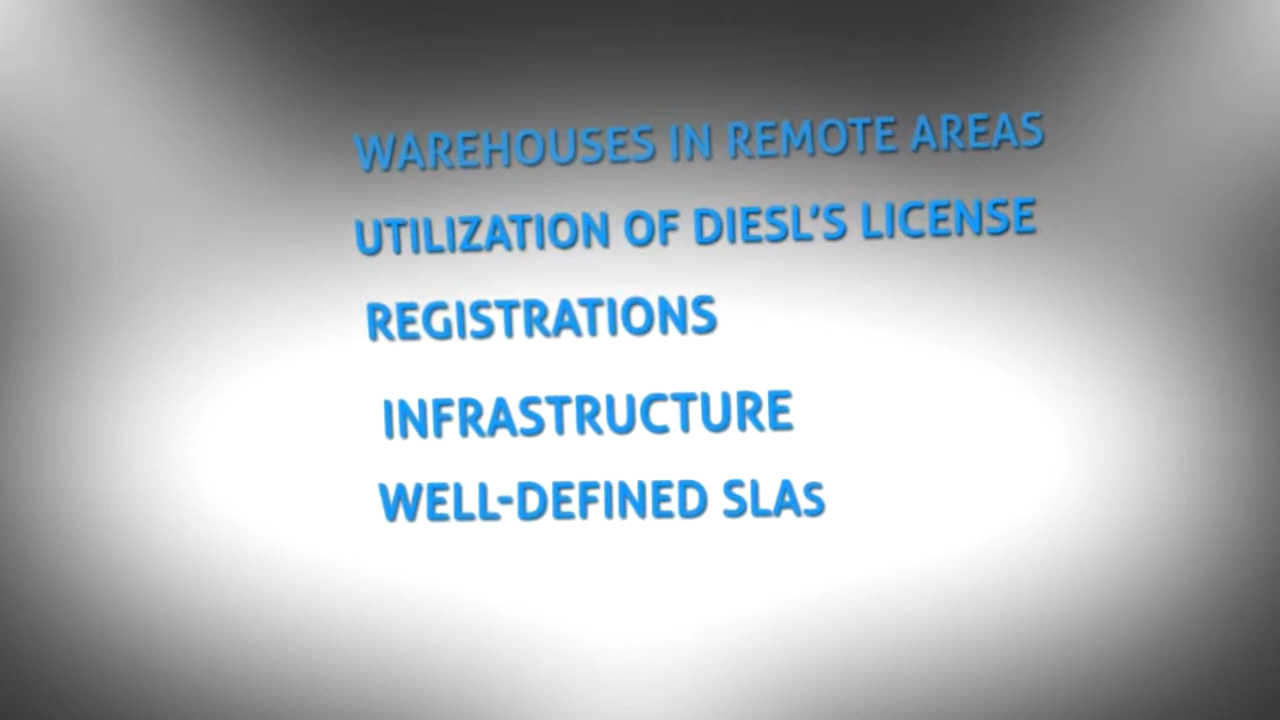 WAREHOUSES IN REMOTE AREAS
UTILIZATION OF DIESL’S LICENSE
REGISTRATIONS
INFRASTRUCTURE
WELL-DEFINED SLAs